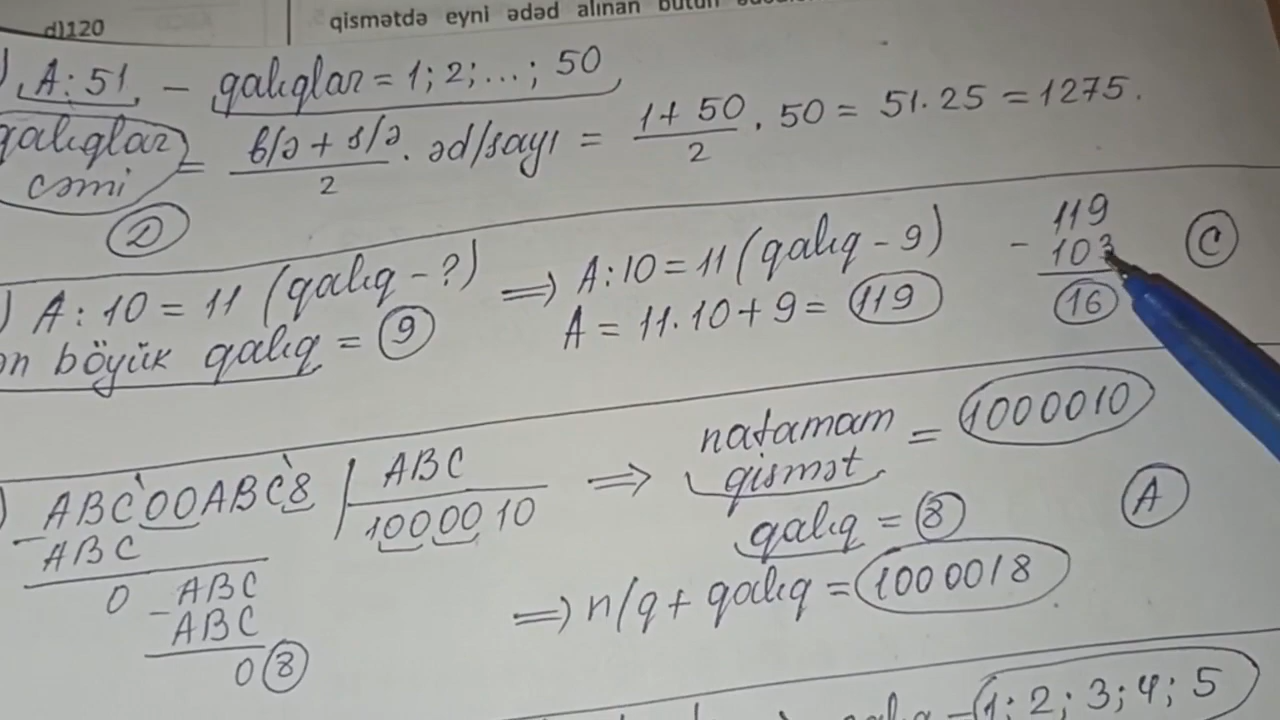 d)120
qismətdə eyni ədəd alınan bütün
) A : 51 – qalıqlar = 1; 2; ...; 50
qalıqlar cəmi = b/ə + s/ə / 2 · əd/sayı = 1 + 50 / 2 · 50 = 51 · 25 = 1275.
D
) A : 10 = 11 (qalıq - ?) ⟹ A : 10 = 11 (qalıq - 9)
ən böyük qalıq = 9
A = 11 · 10 + 9 = 119
119
- 103
16
C
) ABC00ABC8 | ABC
1000010
- ABC
0 ABC
- ABC
0 8
⟹ natamam qismət = 1000010
qalıq = 8
A
⟹ n/q + qalıq = 1000018
1; 2; 3; 4; 5